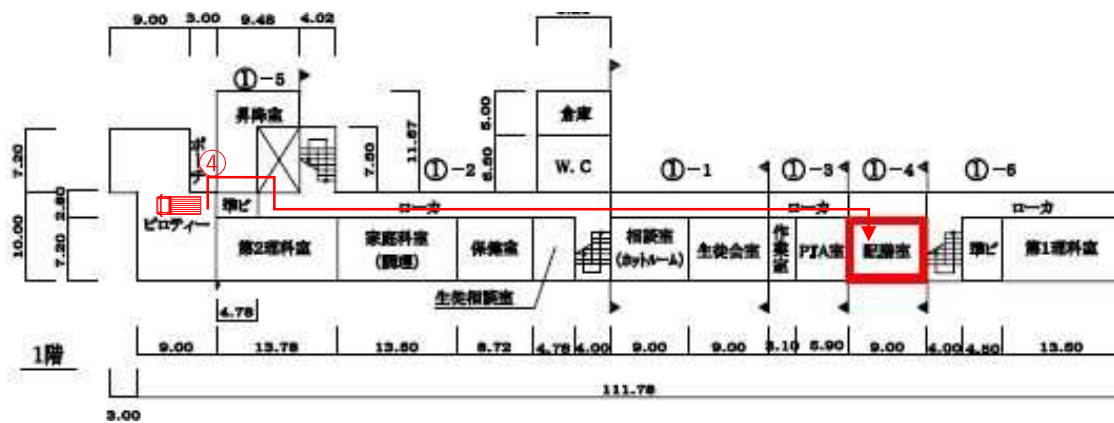 9.00 3.00 9.48 4.02
①-5
昇降室
倉庫
W.C
5.00
6.50
11.67
7.60
7.20
④
①-2
①-1
①-3
①-4
①-6
2.80
10.00
7.20
ピロティー
準ビ
ローカ
ローカ
ローカ
第2理科室
家庭科室
(調理)
保健室
生徒相談室
相談室
(カットルーム)
生徒会室
作業室
PTA室
配膳室
準ビ
第1理科室
4.78
1階
9.00 13.78 13.50 8.72 4.78 4.00 9.00 9.00 3.10 5.90 9.00 4.00 4.50 13.50
111.78
3.00